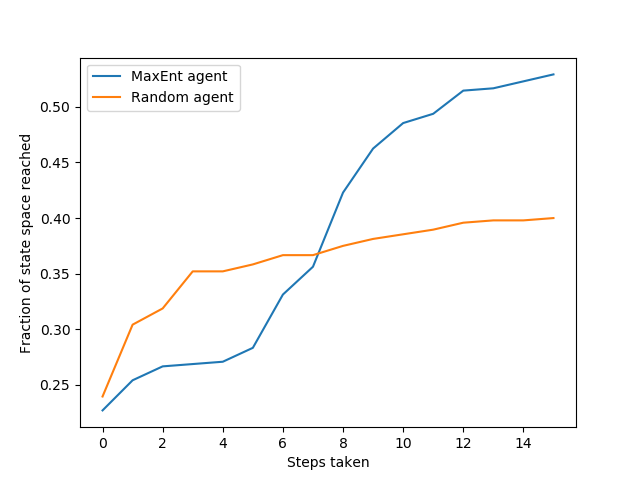 MaxEnt agent
Random agent
Fraction of state space reached
0.50
0.45
0.40
0.35
0.30
0.25
0 2 4 6 8 10 12 14
Steps taken